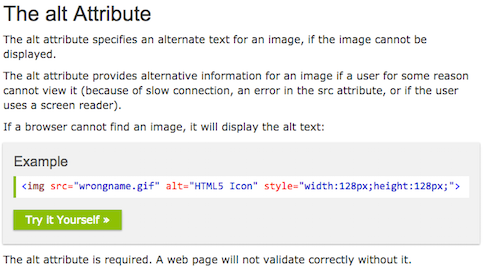 The alt Attribute
The alt attribute specifies an alternate text for an image, if the image cannot be
displayed.
The alt attribute provides alternative information for an image if a user for some reason
cannot view it (because of slow connection, an error in the src attribute, or if the user
uses a screen reader).
If a browser cannot find an image, it will display the alt text:
Example
<img src="wrongname.gif" alt="HTML5 Icon" style="width:128px;height:128px;">
Try it Yourself »
The alt attribute is required. A web page will not validate correctly without it.